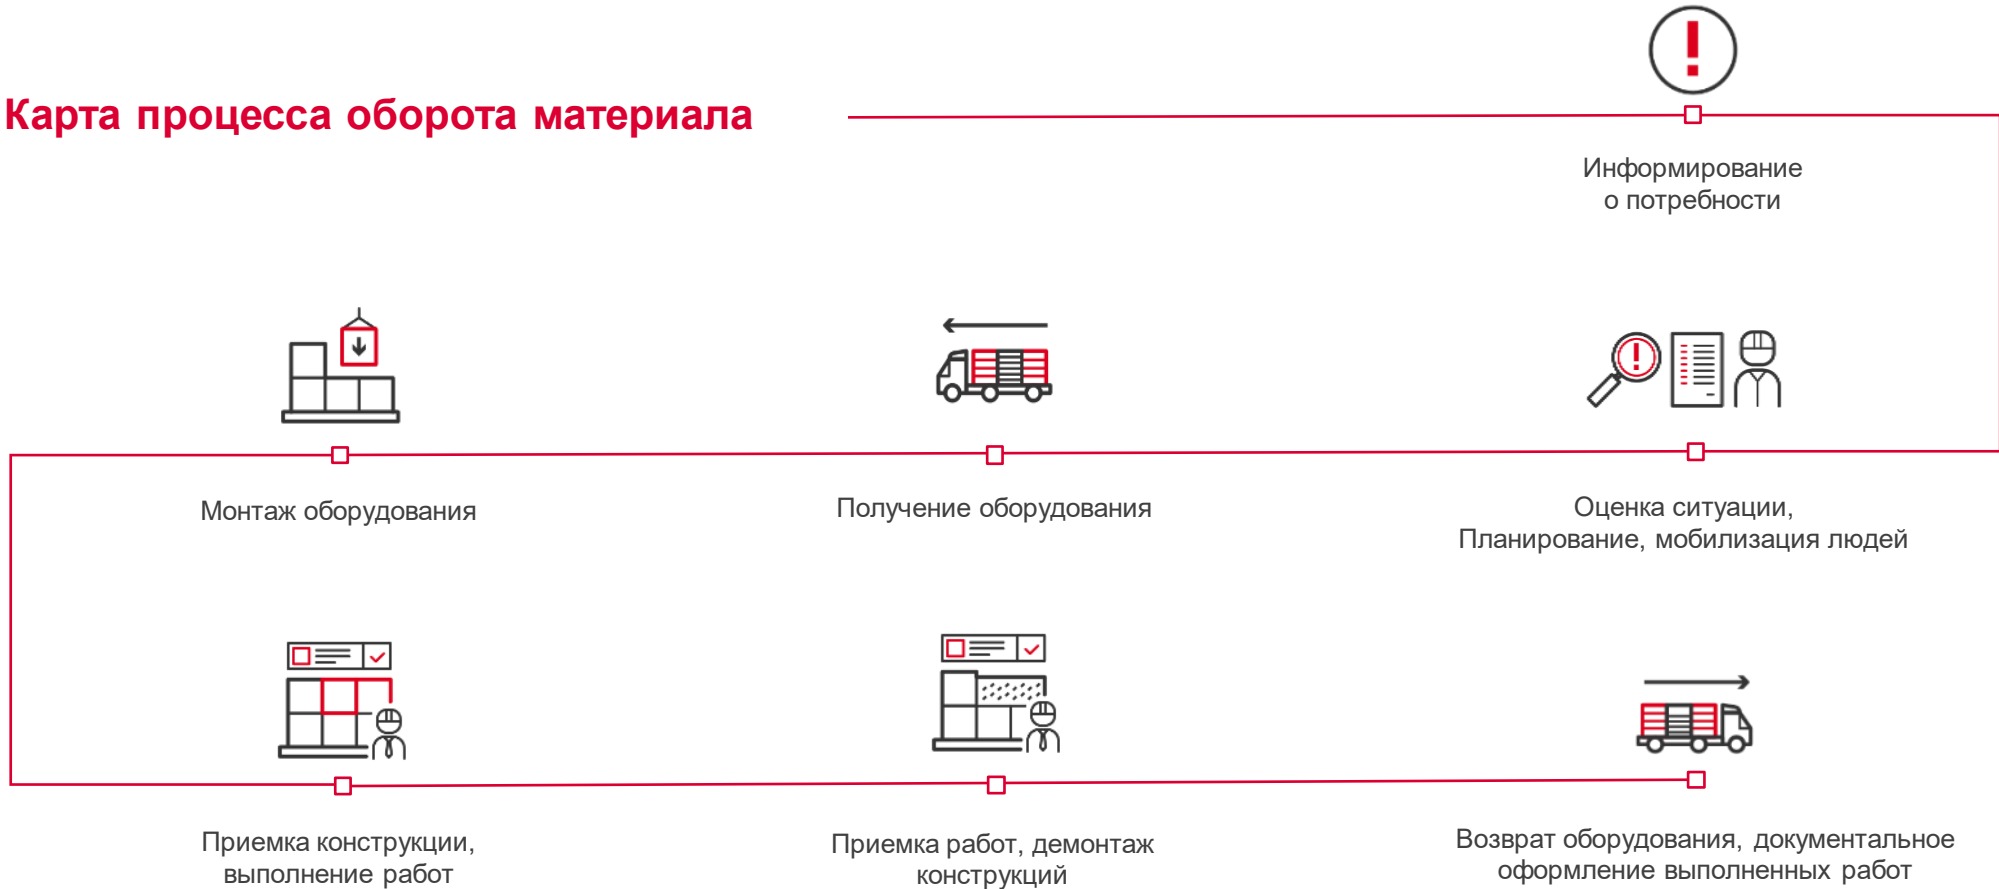 Карта процесса оборота материала
Информирование
о потребности
Монтаж оборудования
Получение оборудования
Оценка ситуации,
Планирование, мобилизация людей
Приемка конструкции,
выполнение работ
Приемка работ, демонтаж
конструкций
Возврат оборудования, документальное
оформление выполненных работ